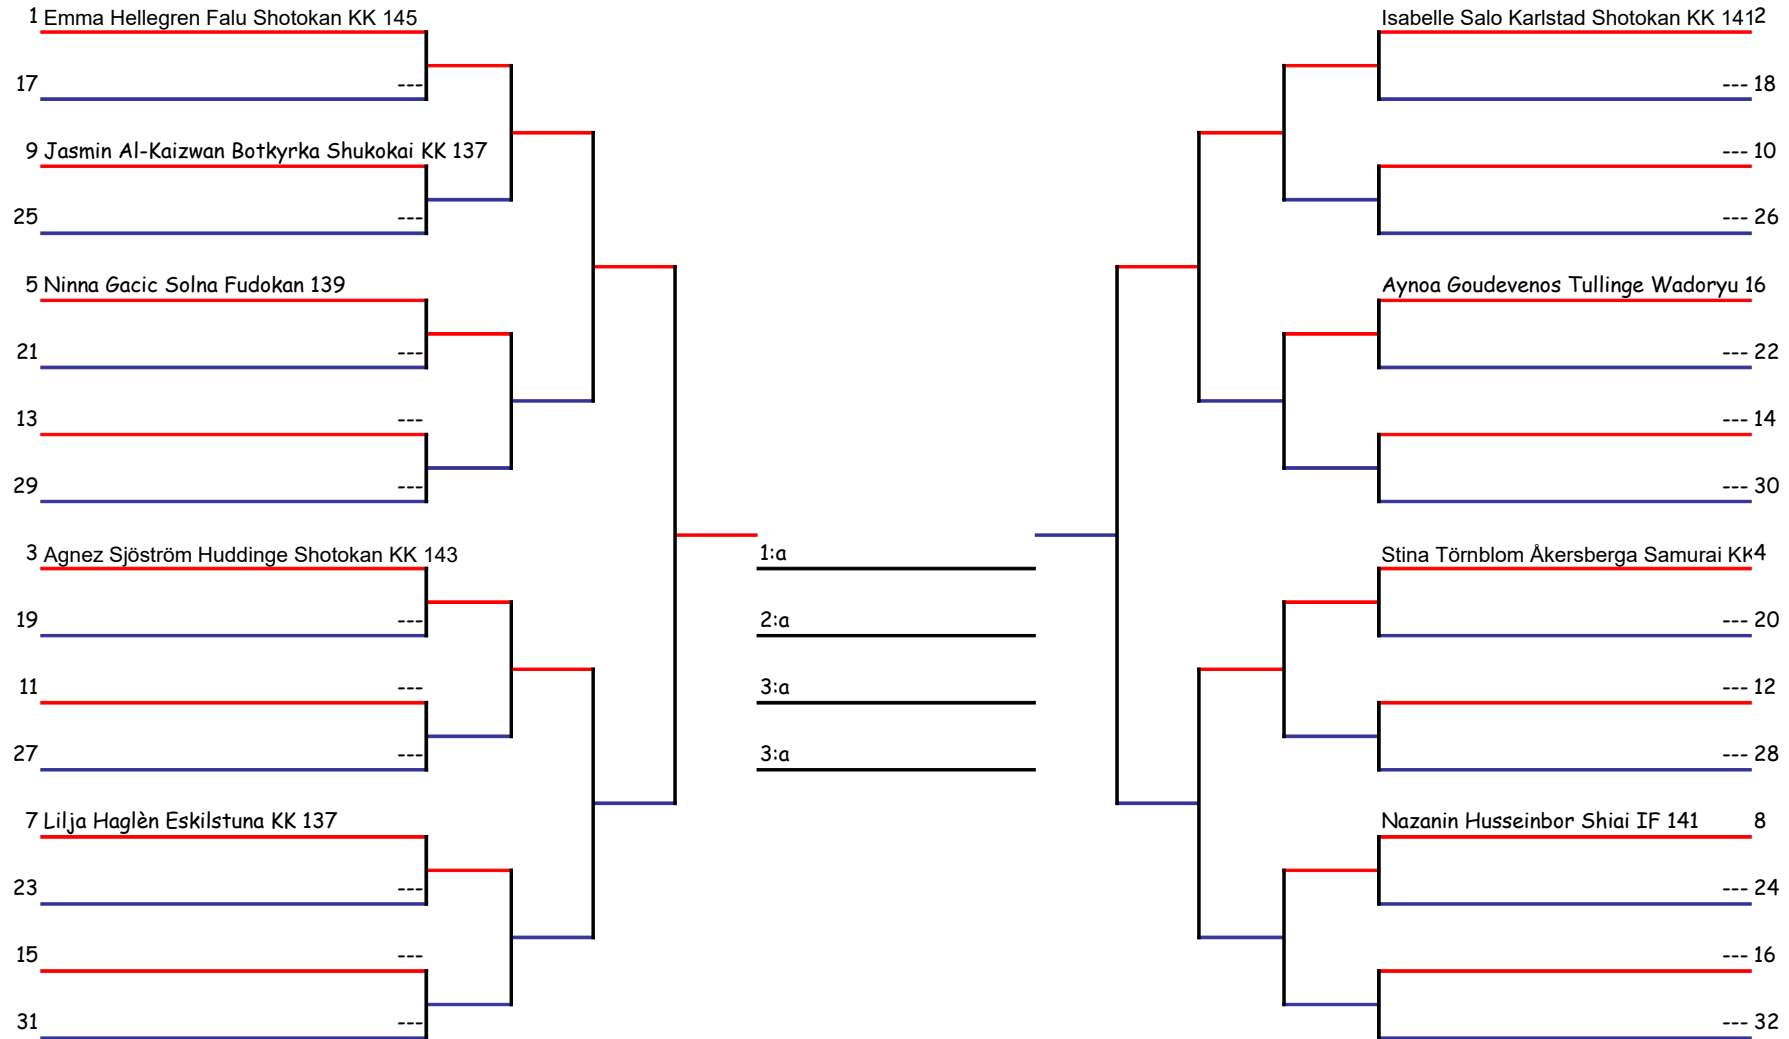 1 Emma Hellegren Falu Shotokan KK 145
17 ---
9 Jasmin Al-Kaizwan Botkyrka Shukokai KK 137
25 ---
5 Ninna Gacic Solna Fudokan 139
21 ---
13 ---
29 ---
3 Agnez Sjöström Huddinge Shotokan KK 143
19 ---
11 ---
27 ---
7 Lilja Haglèn Eskilstuna KK 137
23 ---
15 ---
31 ---
1:a
2:a
3:a
3:a
Isabelle Salo Karlstad Shotokan KK 141 2
--- 18
--- 10
--- 26
Aynoa Goudevenos Tullinge Wadoryu 16
--- 22
--- 14
--- 30
Stina Törnblom Åkersberga Samurai KK 4
--- 20
--- 12
--- 28
Nazanin Husseinbor Shiai IF 141 8
--- 24
--- 16
--- 32